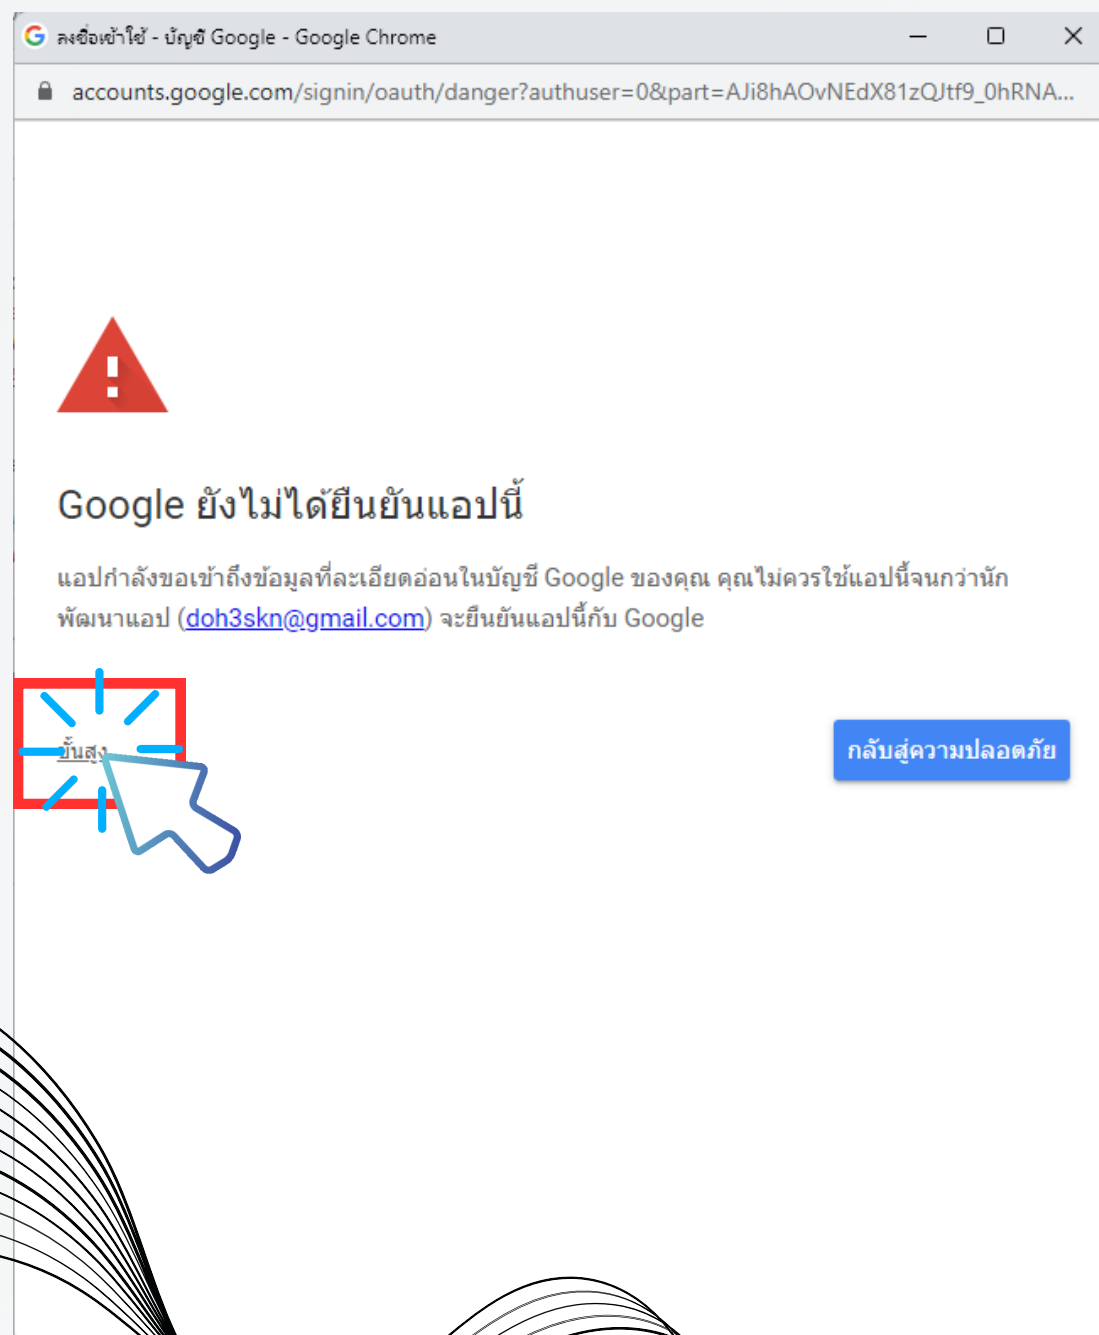 ลงชื่อเข้าใช้ - บัญชี Google - Google Chrome
accounts.google.com/signin/oauth/danger?authuser=0&part=AJi8hAOvNEdX81zQJtf9_0hRNA...
Google ยังไม่ได้ยืนยันแอปนี้
แอปกำลังขอเข้าถึงข้อมูลที่ละเอียดอ่อนในบัญชี Google ของคุณ คุณไม่ควรใช้แอปนี้จนกว่านัก
พัฒนาแอป (doh3skn@gmail.com) จะยืนยันแอปนี้กับ Google
ขั้นสูง
กลับสู่ความปลอดภัย